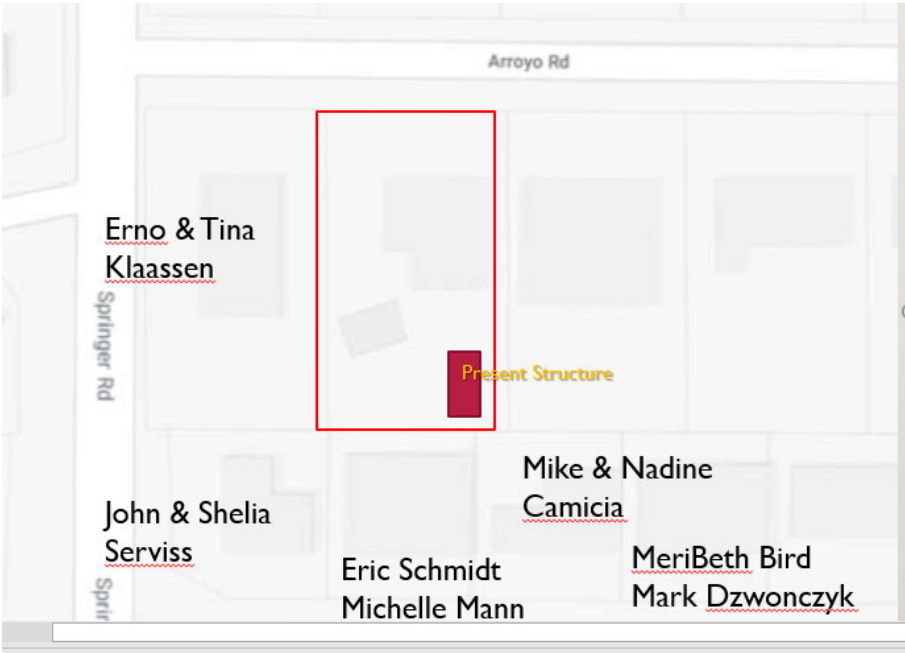 Arroyo Rd
Erno & Tina
Klaassen
Springer Rd
Present Structure
Mike & Nadine
Camicia
John & Shelia
Serviss
Eric Schmidt
Michelle Mann
MeriBeth Bird
Mark Dzwonczyk
Sprir